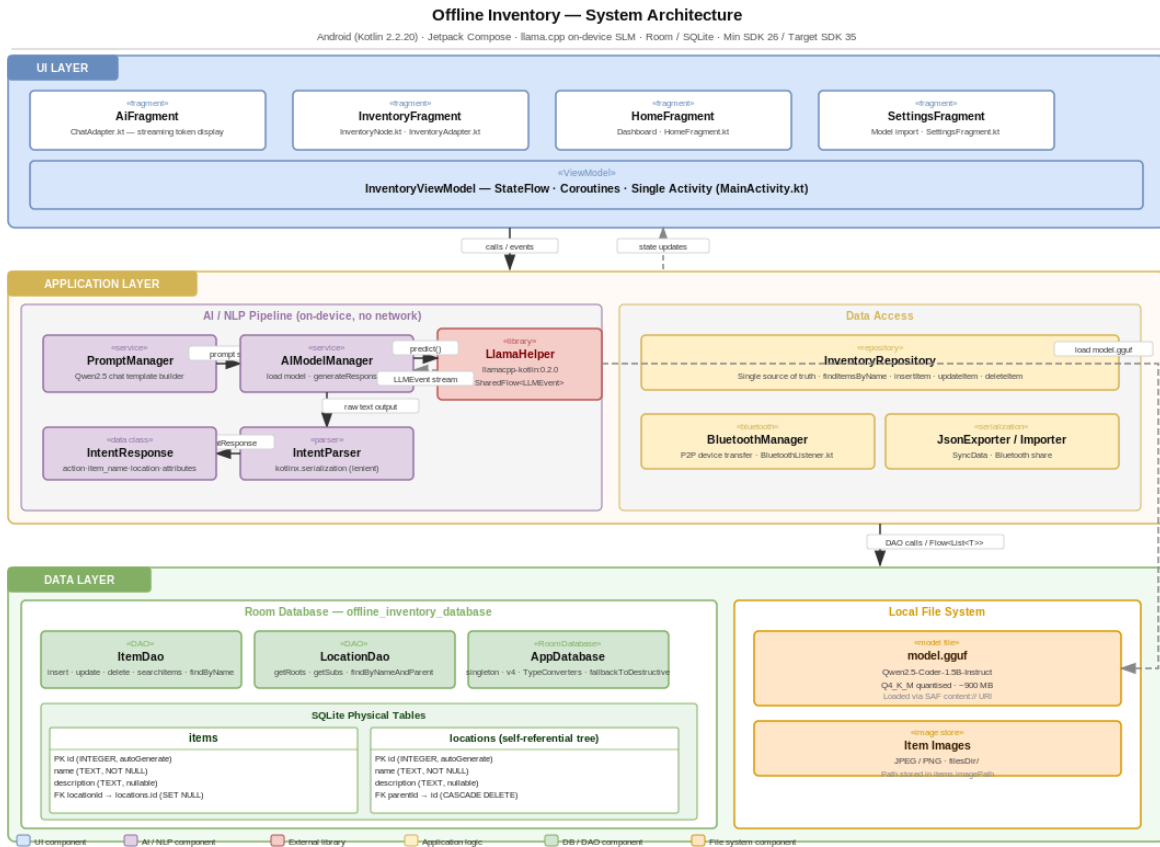 Offline Inventory — System Architecture
Android (Kotlin 2.2.20) · Jetpack Compose · llama.cpp on-device SLM · Room / SQLite · Min SDK 26 / Target SDK 35
UI LAYER
«fragment»
AiFragment
ChatAdapter.kt — streaming token display
«fragment»
InventoryFragment
InventoryNode.kt · InventoryAdapter.kt
«fragment»
HomeFragment
Dashboard · HomeFragment.kt
«fragment»
SettingsFragment
Model import · SettingsFragment.kt
«ViewModel»
InventoryViewModel — StateFlow · Coroutines · Single Activity (MainActivity.kt)
calls / events
state updates
APPLICATION LAYER
AI / NLP Pipeline (on-device, no network)
«service»
PromptManager
Qwen2.5 chat template builder
prompt s
«service»
AIModelManager
load model · generateRespons
predict()
LLMEvent stream
«library»
LlamaHelper
llamacpp-kotlin:0.2.0
SharedFlow<LLMEvent>
raw text output
«data class»
IntentResponse
action·item_name·location·attributes
ntResponse
«parser»
IntentParser
kotlinx.serialization (lenient)
Data Access
«repository»
InventoryRepository
Single source of truth · findItemsByName · insertItem · updateItem · deleteItem
load model.gguf
«bluetooth»
BluetoothManager
P2P device transfer · BluetoothListener.kt
«serialization»
JsonExporter / Importer
SyncData · Bluetooth share
DAO calls / Flow<List<T>>
DATA LAYER
Room Database — offline_inventory_database
«DAO»
ItemDao
insert · update · delete · searchItems · findByName
«DAO»
LocationDao
getRoots · getSubs · findByNameAndParent
«RoomDatabase»
AppDatabase
singleton · v4 · TypeConverters · fallbackToDestructive
SQLite Physical Tables
items
PK id (INTEGER, autoGenerate)
name (TEXT, NOT NULL)
description (TEXT, nullable)
FK locationId → locations.id (SET NULL)
locations (self-referential tree)
PK id (INTEGER, autoGenerate)
name (TEXT, NOT NULL)
description (TEXT, nullable)
FK parentId → id (CASCADE DELETE)
Local File System
«model file»
model.gguf
Qwen2.5-Coder-1.5B-Instruct
Q4_K_M quantised · ~900 MB
Loaded via SAF content:// URI
«image store»
Item Images
JPEG / PNG · filesDir/
Path stored in items.imagePath
UI component
AI / NLP component
External library
Application logic
DB / DAO component
File system component